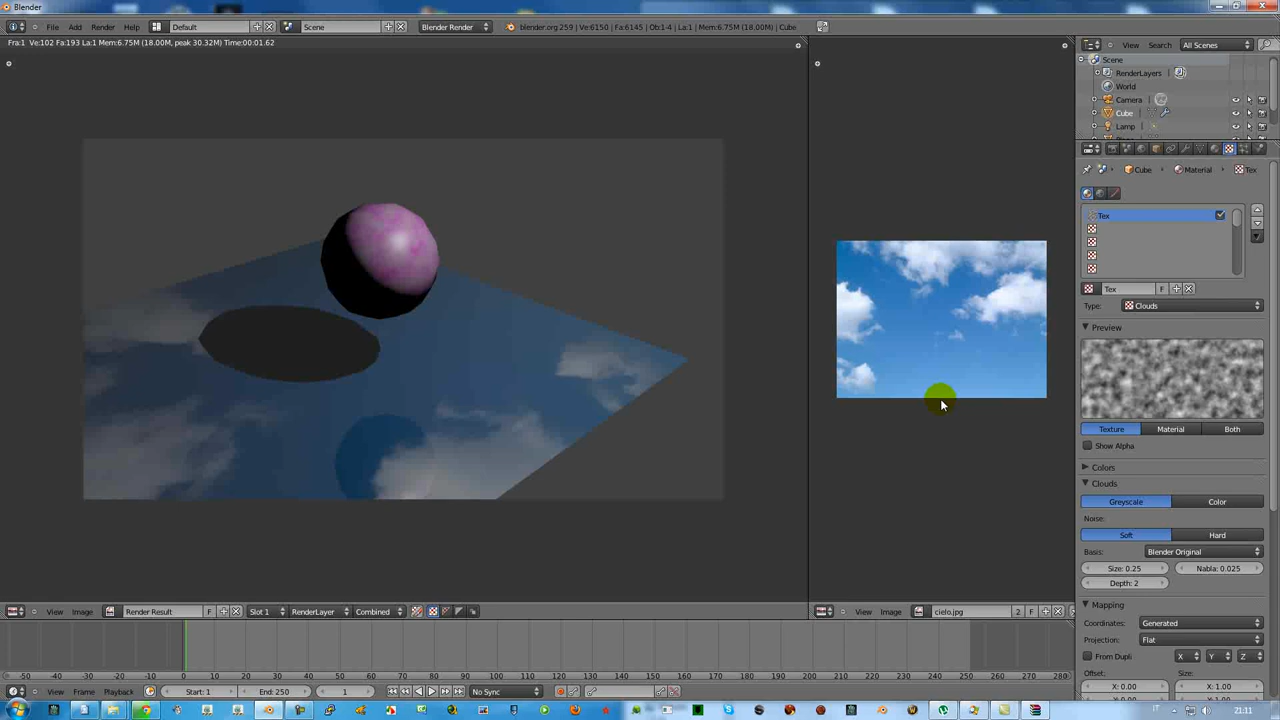 Blender
File Add Render Help Default Scene Blender Render blender.org 259 | Ve:6150 | Fa:6145 | Ob:1-4 | La:1 | Mem:6.75M (18.00M) | Cube
Fra:1 Ve:102 Fa:193 La:1 Mem:6.75M (18.00M, peak 30.32M) Time:00:01.62
View Search All Scenes
Scene
RenderLayers
World
Camera
Cube
Lamp
Cube Material Tex
Tex
Tex F
Type: Clouds
Preview
Texture Material Both
Show Alpha
Colors
Clouds
Greyscale Color
Noise:
Soft Hard
Basis: Blender Original
Size: 0.25 Nabla: 0.025
Depth: 2
Mapping
Coordinates: Generated
Projection: Flat
From Dupli X Y Z
Offset: Size:
X: 0.00 X: 1.00
View Image Render Result F Slot 1 RenderLayer Combined
View Image cielo.jpg 2 F
-50 -40 -30 -20 -10 0 10 20 30 40 50 60 70 80 90 100 110 120 130 140 150 160 170 180 190 200 210 220 230 240 250 260 270 280
View Frame Playback Start: 1 End: 250 1 No Sync
IT 21:11